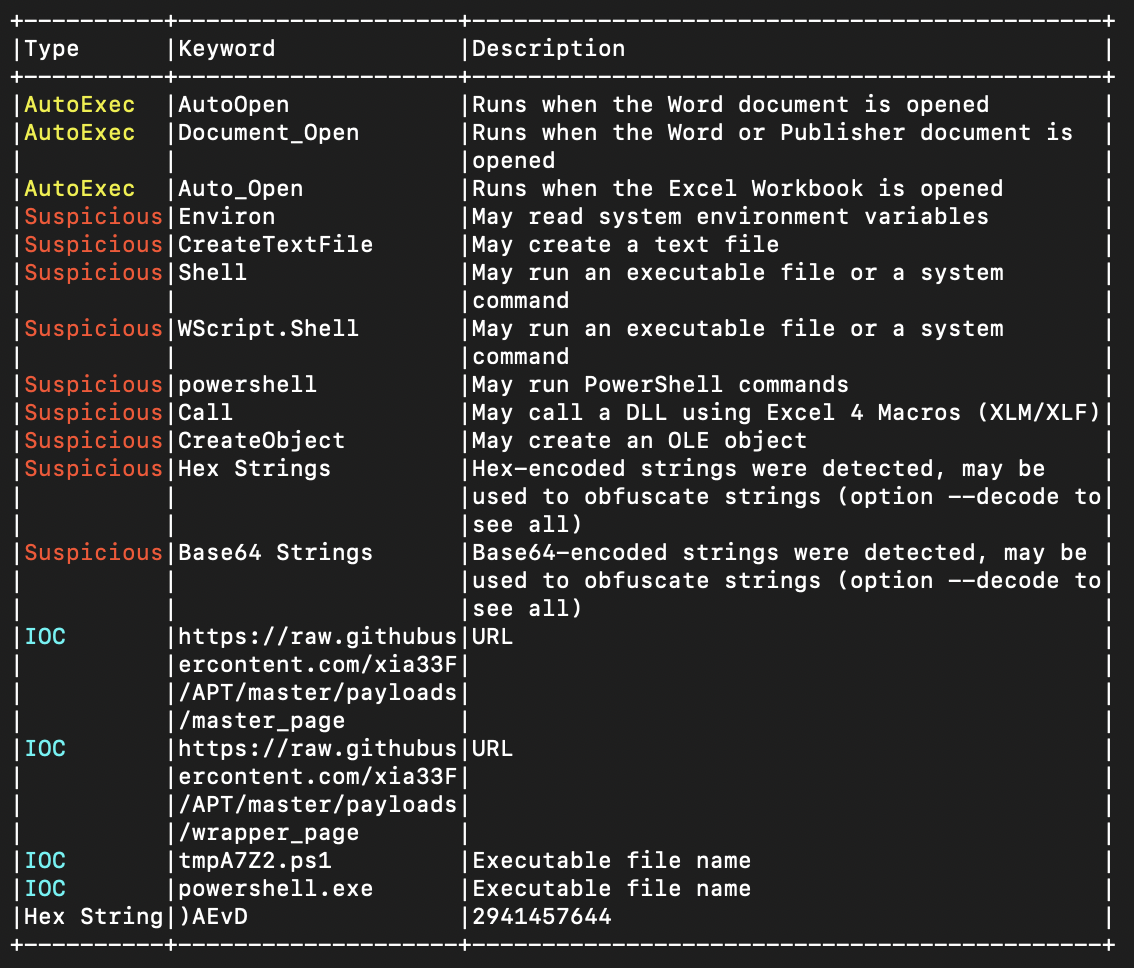 +-----------+--------------------+---------------------------------------------+
|Type       |Keyword             |Description                                  |
+-----------+--------------------+---------------------------------------------+
|AutoExec   |AutoOpen            |Runs when the Word document is opened        |
|AutoExec   |Document_Open       |Runs when the Word or Publisher document is  |
|           |                    |opened                                       |
|AutoExec   |Auto_Open           |Runs when the Excel Workbook is opened       |
|Suspicious|Environ             |May read system environment variables        |
|Suspicious|CreateTextFile      |May create a text file                       |
|Suspicious|Shell               |May run an executable file or a system       |
|           |                    |command                                      |
|Suspicious|WScript.Shell       |May run an executable file or a system       |
|           |                    |command                                      |
|Suspicious|powershell          |May run PowerShell commands                  |
|Suspicious|Call                |May call a DLL using Excel 4 Macros (XLM/XLF)|
|Suspicious|CreateObject        |May create an OLE object                     |
|Suspicious|Hex Strings         |Hex-encoded strings were detected, may be    |
|           |                    |used to obfuscate strings (option --decode to|
|           |                    |see all)                                     |
|Suspicious|Base64 Strings      |Base64-encoded strings were detected, may be |
|           |                    |used to obfuscate strings (option --decode to|
|           |                    |see all)                                     |
|IOC        |https://raw.githubus|URL                                          |
|           |ercontent.com/xia33F|                                             |
|           |/APT/master/payloads|                                             |
|           |/master_page        |                                             |
|IOC        |https://raw.githubus|URL                                          |
|           |ercontent.com/xia33F|                                             |
|           |/APT/master/payloads|                                             |
|           |/wrapper_page       |                                             |
|IOC        |tmpA7Z2.ps1         |Executable file name                         |
|IOC        |powershell.exe      |Executable file name                         |
|Hex String|)AEvD               |2941457644                                   |
+-----------+--------------------+---------------------------------------------+